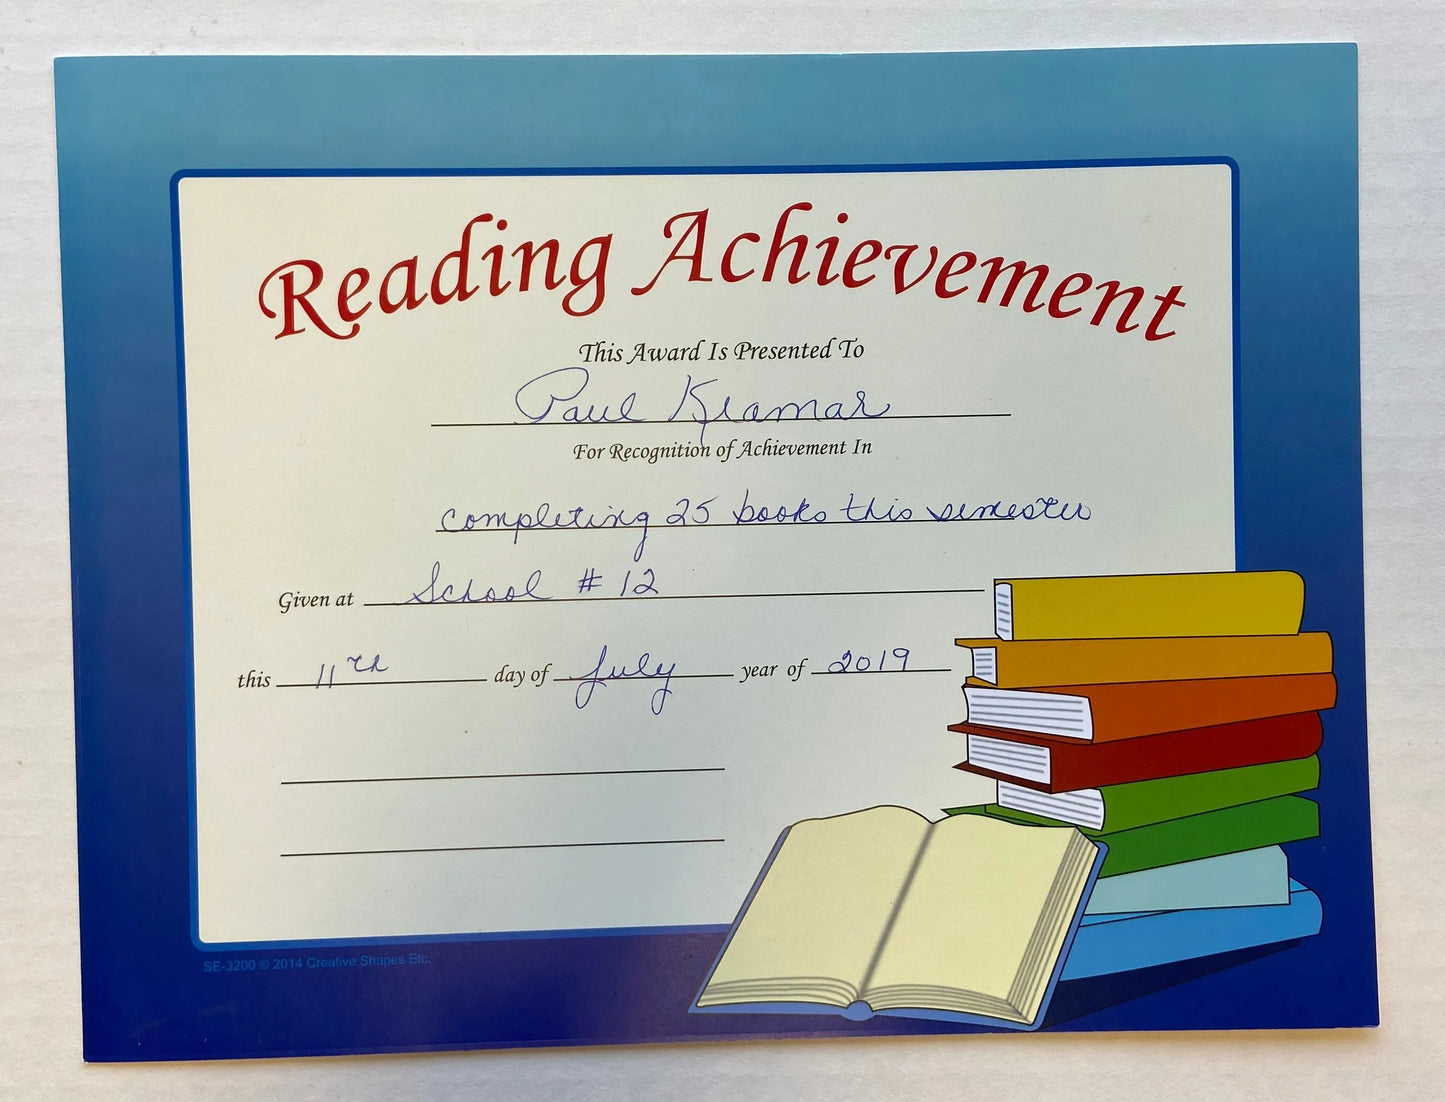 Reading Achievement
This Award Is Presented To
Paul Kramar
For Recognition of Achievement In
completing 25 books this semester
Given at School # 12
this 11th day of July year of 2019
SE-3200 © 2014 Creative Shapes Etc.